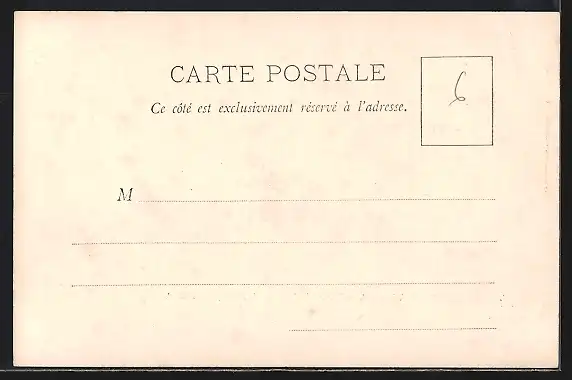 CARTE POSTALE
6
Ce côté est exclusivement réservé à l'adresse.
M